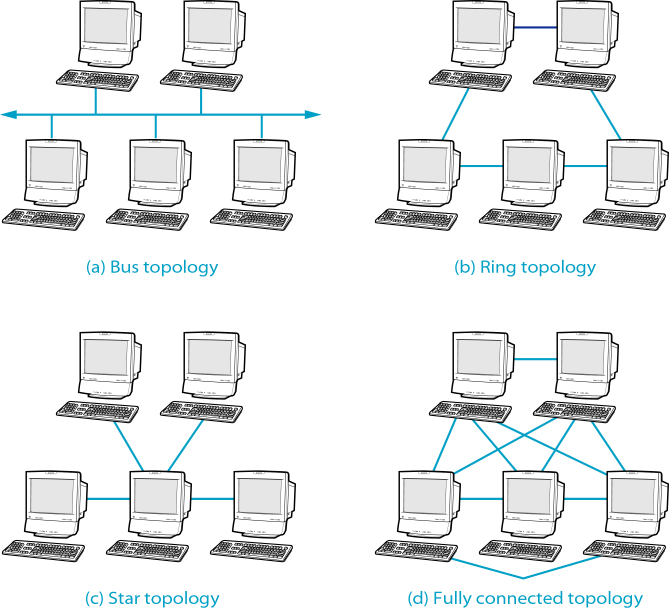 (a) Bus topology
(b) Ring topology
(c) Star topology
(d) Fully connected topology